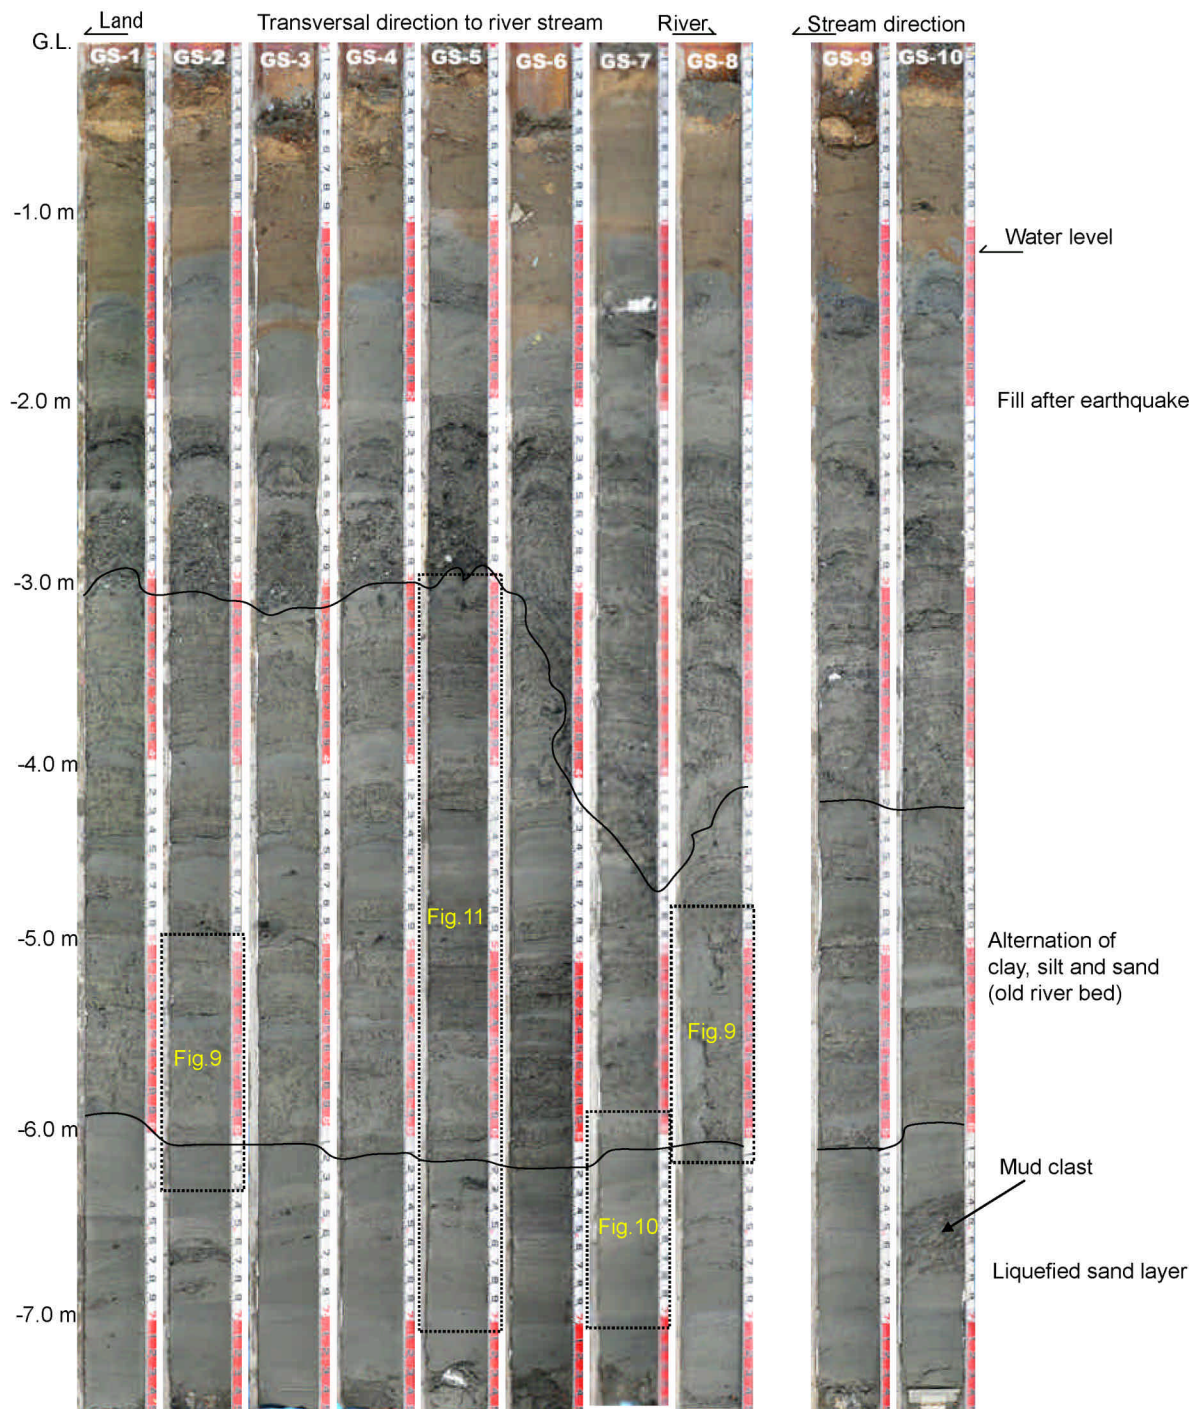 Land Transversal direction to river stream River Stream direction
G.L.
GS-1 GS-2 GS-3 GS-4 GS-5 GS-6 GS-7 GS-8 GS-9 GS-10
-1.0 m
Water level
-2.0 m
Fill after earthquake
-3.0 m
-4.0 m
Fig.11
-5.0 m
Alternation of
clay, silt and sand
(old river bed)
Fig.9
Fig.9
-6.0 m
Mud clast
Fig.10
Liquefied sand layer
-7.0 m